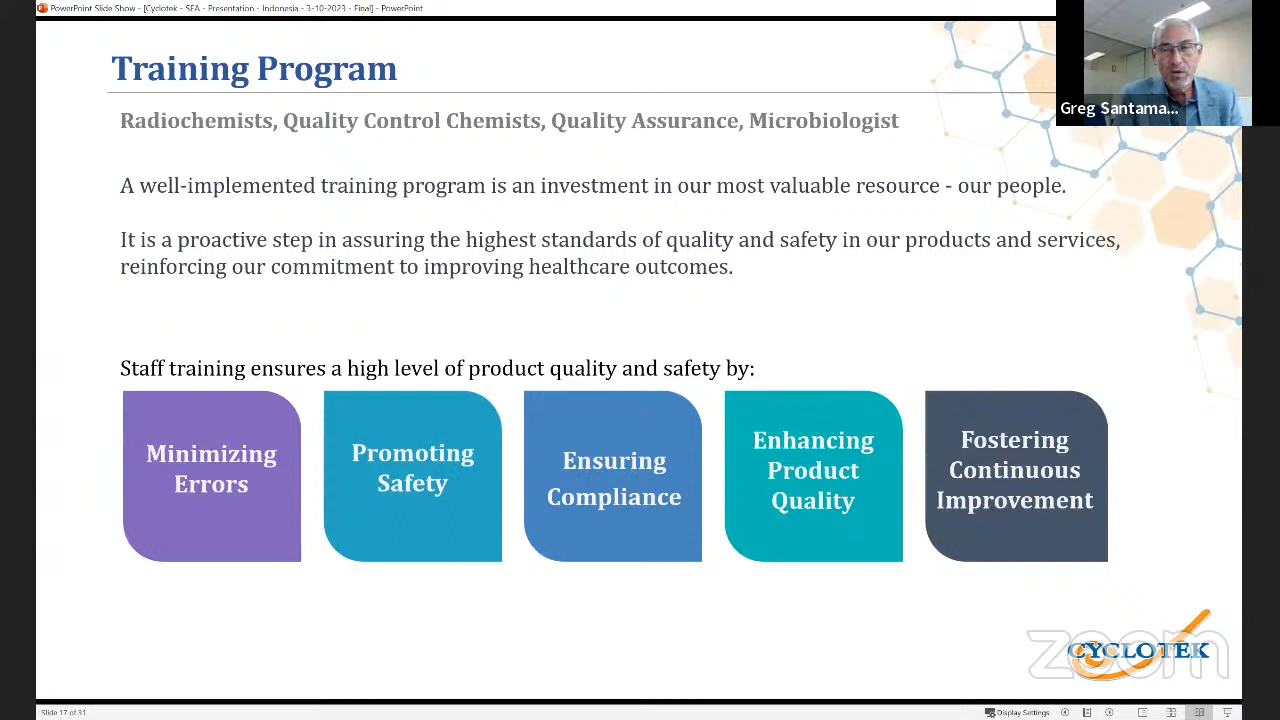 PowerPoint Slide Show - [Cyclotek - SEA - Presentation - Indonesia - 3-10-2023 - Final] - PowerPoint
Greg Santama...
Training Program
Radiochemists, Quality Control Chemists, Quality Assurance, Microbiologist
A well-implemented training program is an investment in our most valuable resource - our people.
It is a proactive step in assuring the highest standards of quality and safety in our products and services,
reinforcing our commitment to improving healthcare outcomes.
Staff training ensures a high level of product quality and safety by:
Minimizing
Errors
Promoting
Safety
Ensuring
Compliance
Enhancing
Product
Quality
Fostering
Continuous
Improvement
zoom
CYCLOTEK
Slide 17 of 31
Display Settings